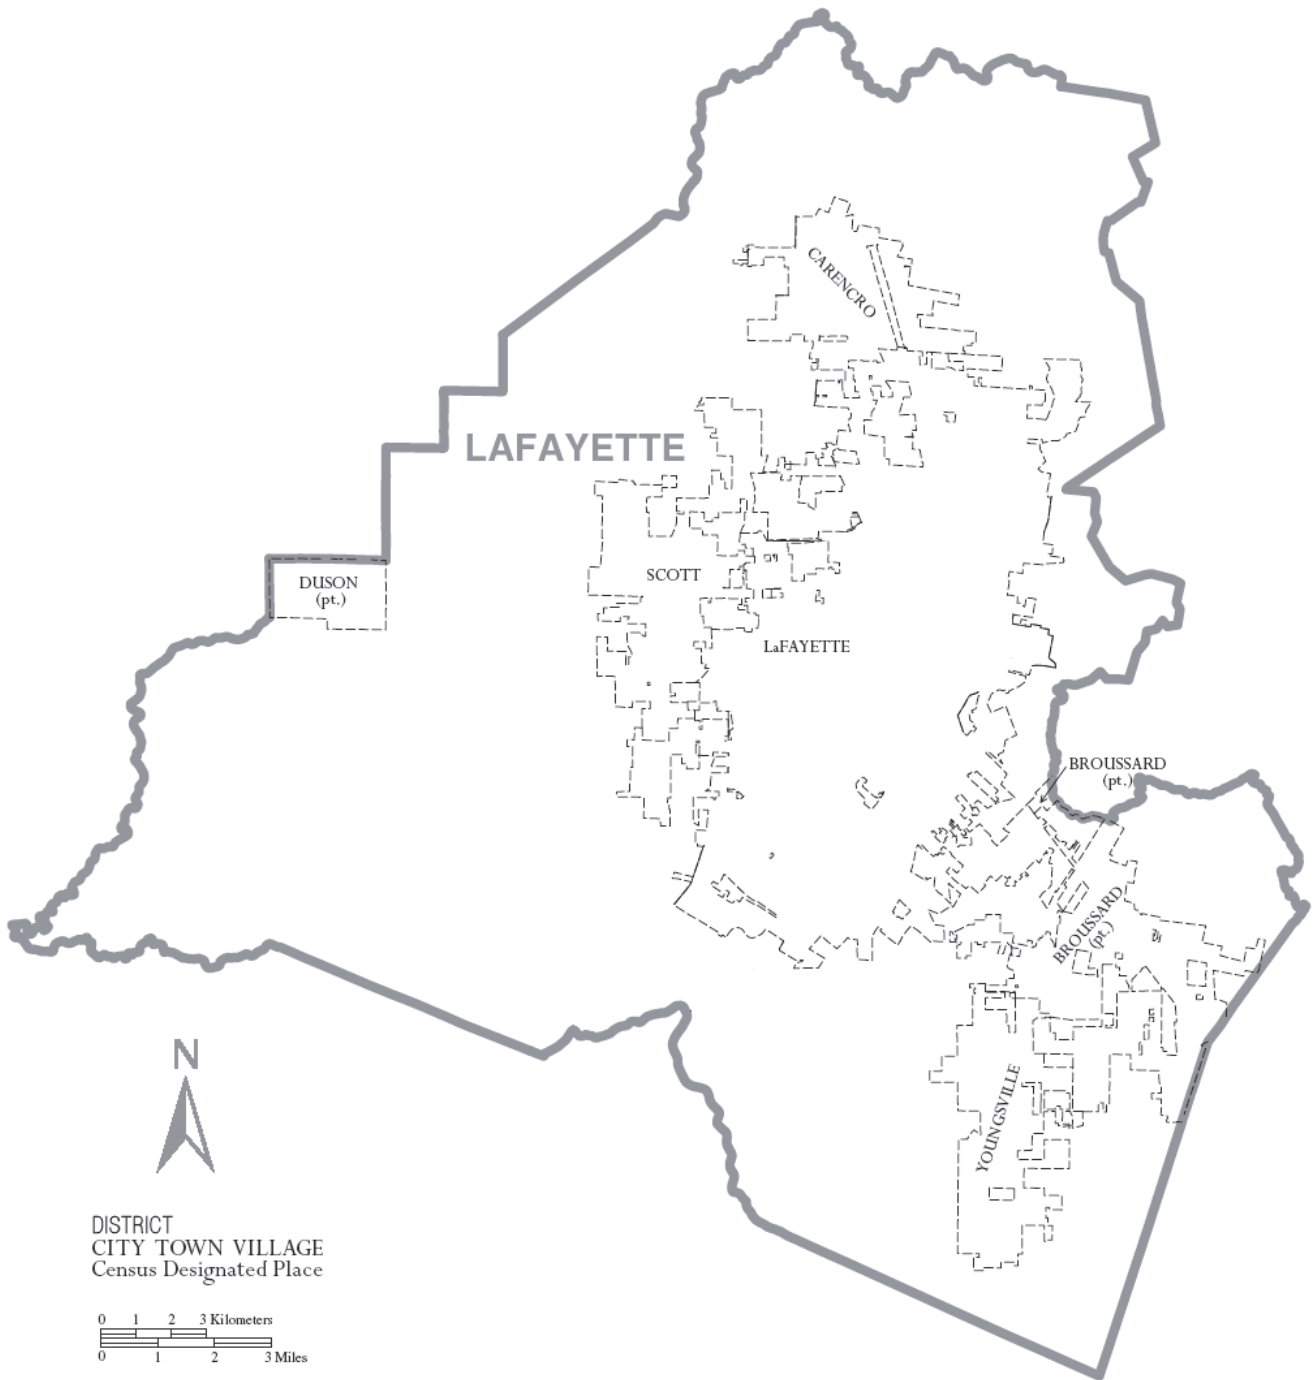 CARENCRO
LAFAYETTE
DUSON
(pt.)
SCOTT
LaFAYETTE
BROUSSARD
(pt.)
BROUSSARD
(pt.)
YOUNGSVILLE
N
DISTRICT
CITY TOWN VILLAGE
Census Designated Place
0 1 2 3 Kilometers
0 1 2 3 Miles